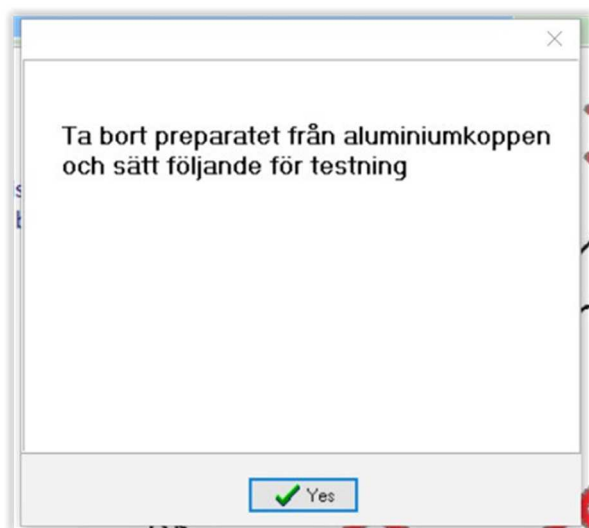 Ta bort preparatet från aluminiumkoppen
och sätt följande för testning
Yes